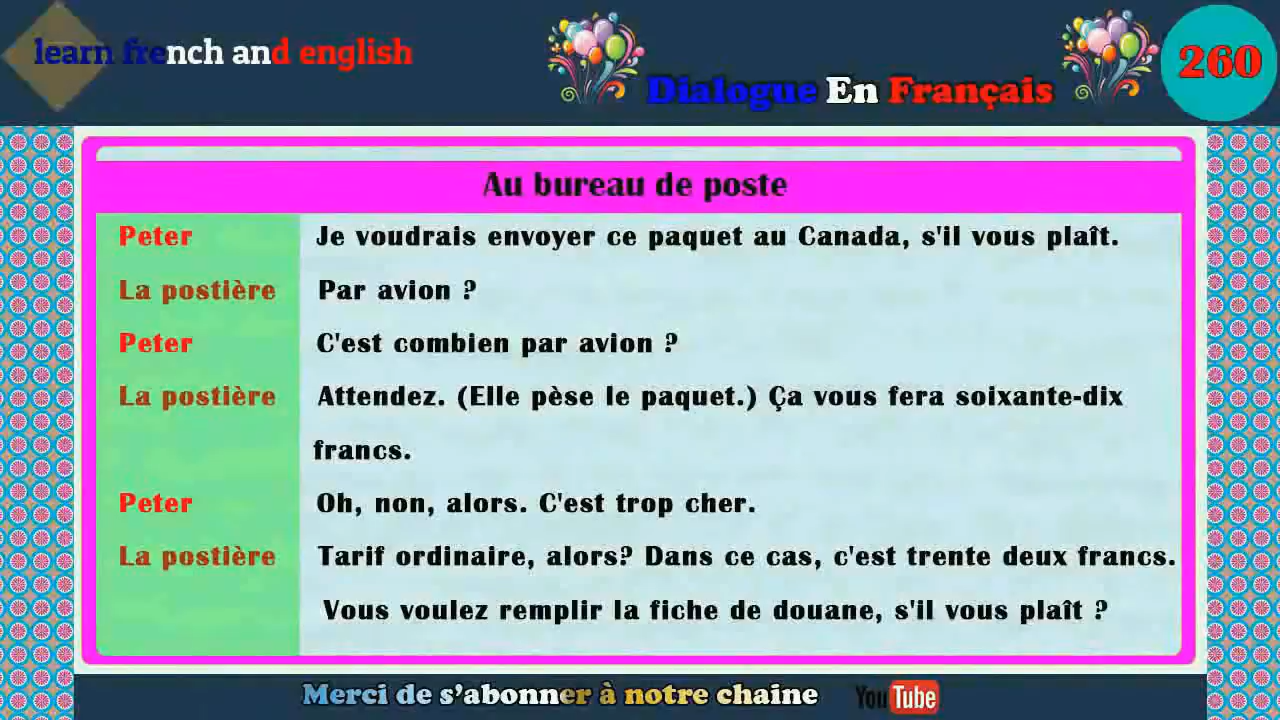 learn french and english
260
Dialogue En Français
Au bureau de poste
Peter Je voudrais envoyer ce paquet au Canada, s'il vous plaît.
La postière Par avion ?
Peter C'est combien par avion ?
La postière Attendez. (Elle pèse le paquet.) Ça vous fera soixante-dix
francs.
Peter Oh, non, alors. C'est trop cher.
La postière Tarif ordinaire, alors? Dans ce cas, c'est trente deux francs.
Vous voulez remplir la fiche de douane, s'il vous plaît ?
Merci de s'abonner à notre chaine YouTube